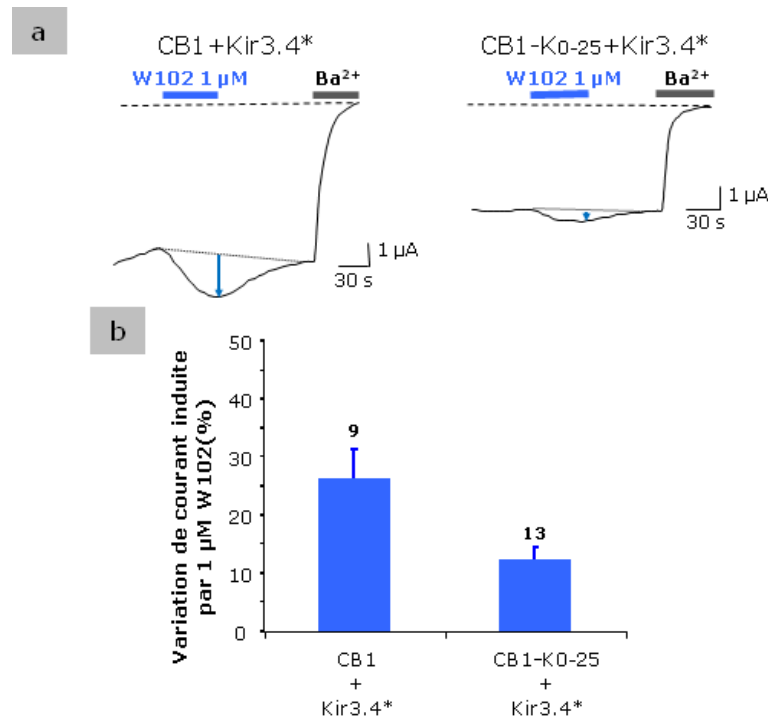 a
CB1+Kir3.4*
W102 1 µM
Ba²⁺
1 µA
30 s
CB1-K0-25+Kir3.4*
W102 1 µM
Ba²⁺
1 µA
30 s
b
Variation de courant induite
par 1 µM W102(%)
50
40
30
20
10
0
9
13
CB1
+
Kir3.4*
CB1-K0-25
+
Kir3.4*